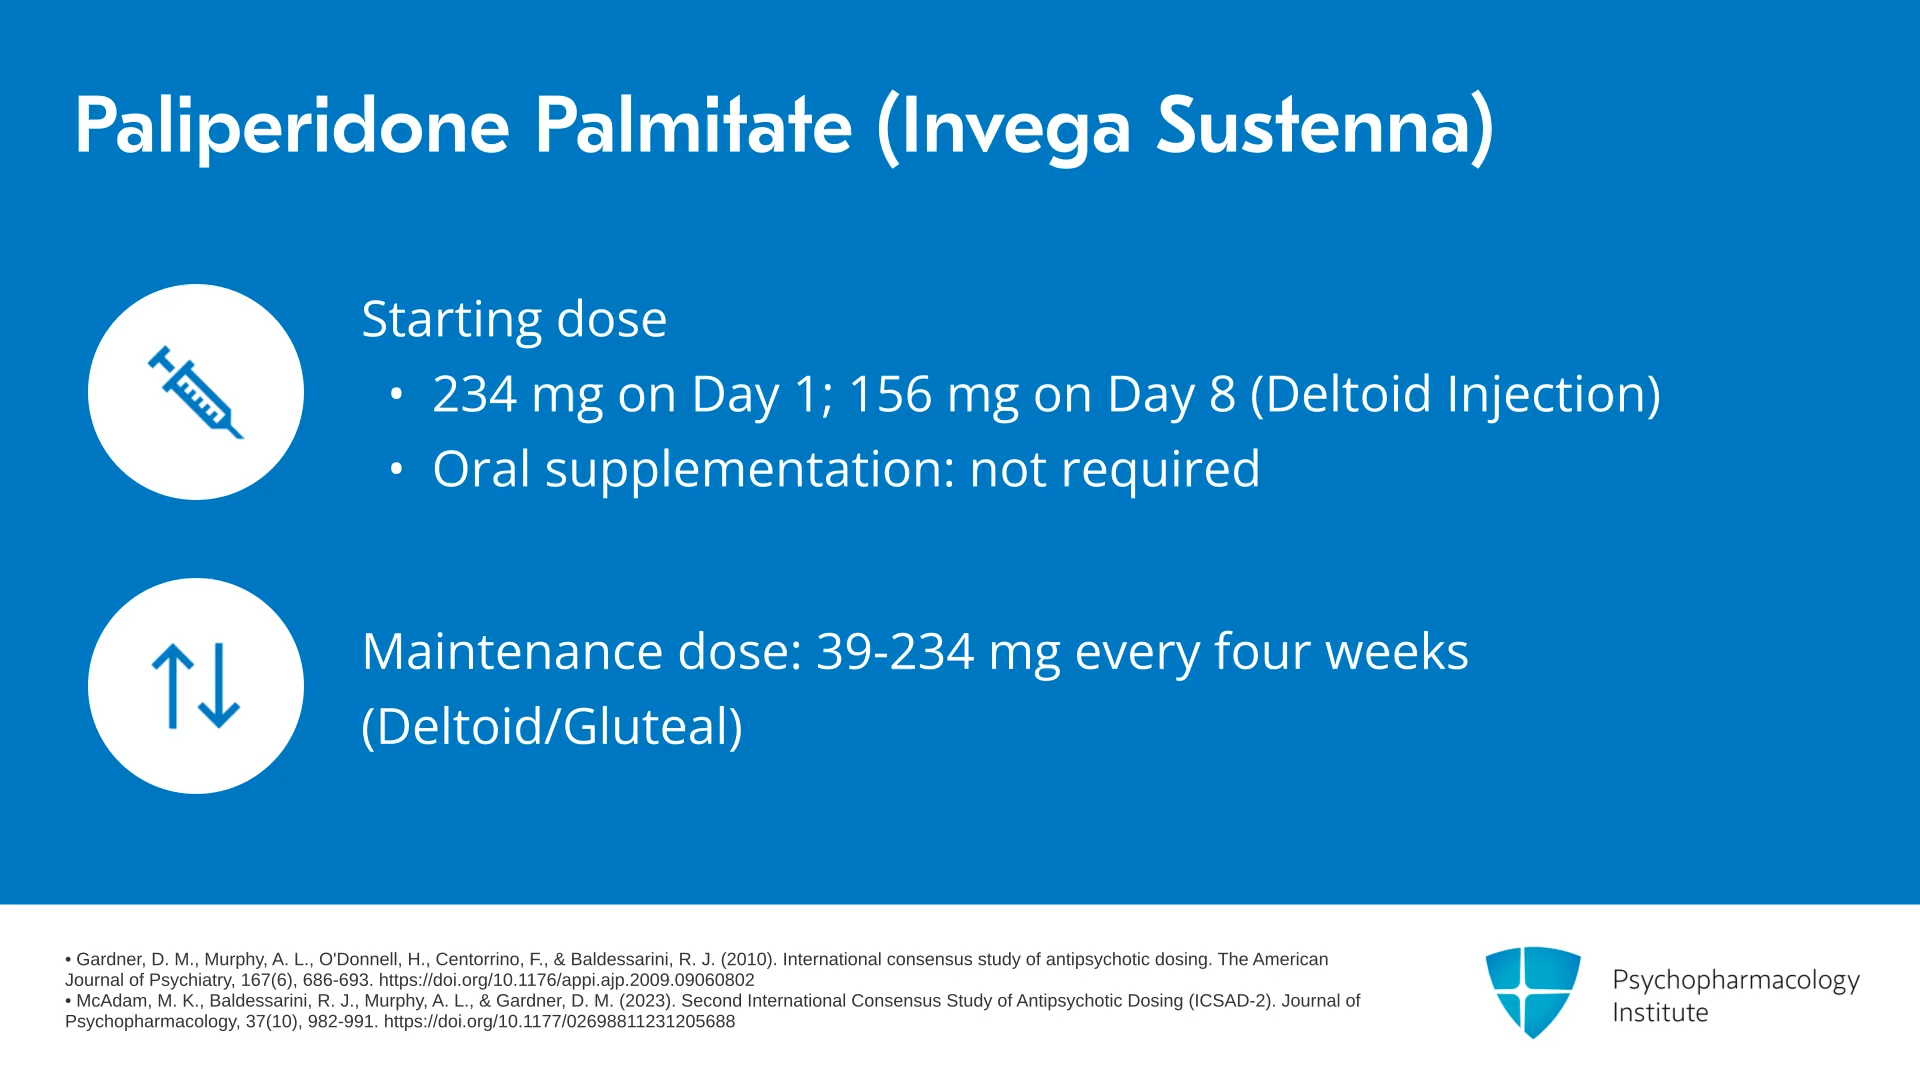 Paliperidone Palmitate (Invega Sustenna)
Starting dose
• 234 mg on Day 1; 156 mg on Day 8 (Deltoid Injection)
• Oral supplementation: not required
Maintenance dose: 39-234 mg every four weeks
(Deltoid/Gluteal)
• Gardner, D. M., Murphy, A. L., O'Donnell, H., Centorrino, F., & Baldessarini, R. J. (2010). International consensus study of antipsychotic dosing. The American
Journal of Psychiatry, 167(6), 686-693. https://doi.org/10.1176/appi.ajp.2009.09060802
• McAdam, M. K., Baldessarini, R. J., Murphy, A. L., & Gardner, D. M. (2023). Second International Consensus Study of Antipsychotic Dosing (ICSAD-2). Journal of
Psychopharmacology, 37(10), 982-991. https://doi.org/10.1177/02698811231205688
Psychopharmacology
Institute